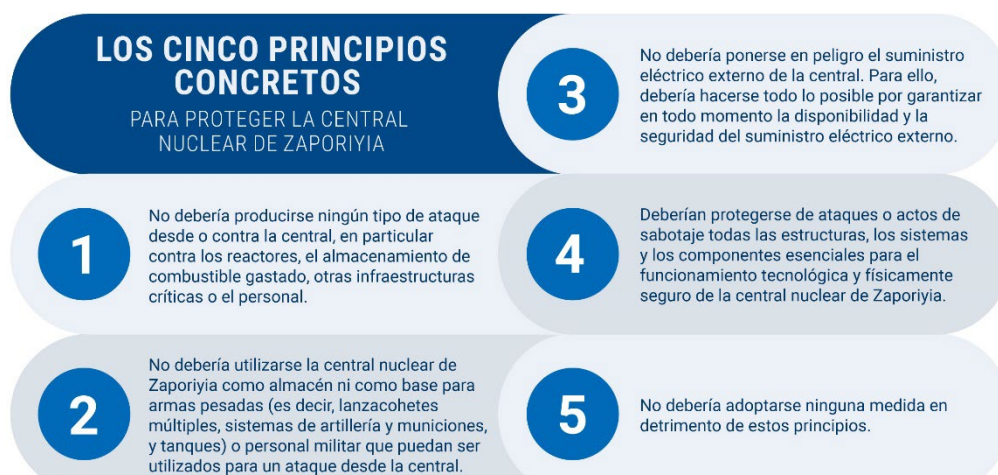 LOS CINCO PRINCIPIOS
CONCRETOS
PARA PROTEGER LA CENTRAL
NUCLEAR DE ZAPORIYIA
1
No debería producirse ningún tipo de ataque
desde o contra la central, en particular
contra los reactores, el almacenamiento de
combustible gastado, otras infraestructuras
críticas o el personal.
2
No debería utilizarse la central nuclear de
Zaporiyia como almacén ni como base para
armas pesadas (es decir, lanzacohetes
múltiples, sistemas de artillería y municiones,
y tanques) o personal militar que puedan ser
utilizados para un ataque desde la central.
3
No debería ponerse en peligro el suministro
eléctrico externo de la central. Para ello,
debería hacerse todo lo posible por garantizar
en todo momento la disponibilidad y la
seguridad del suministro eléctrico externo.
4
Deberían protegerse de ataques o actos de
sabotaje todas las estructuras, los sistemas
y los componentes esenciales para el
funcionamiento tecnológica y físicamente
seguro de la central nuclear de Zaporiyia.
5
No debería adoptarse ninguna medida en
detrimento de estos principios.